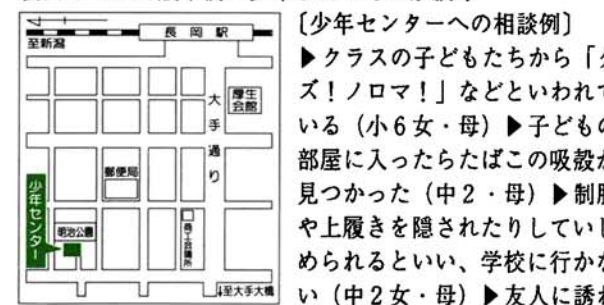 長岡駅
至新潟
大手通り
厚生会館
郵便局
少年センター
明治公園
商工会議所
至大手大橋
〔少年センターへの相談例〕
▶クラスの子どもたちから「
ズ！ノロマ！」などといわれて
いる（小6女・母）▶子どもの
部屋に入ったらたばこの吸殻が
見つかった（中2・母）▶制服
や上履きを隠されたりしていじ
められるといい、学校に行かな
い（中2女・母）▶友人に誘わ